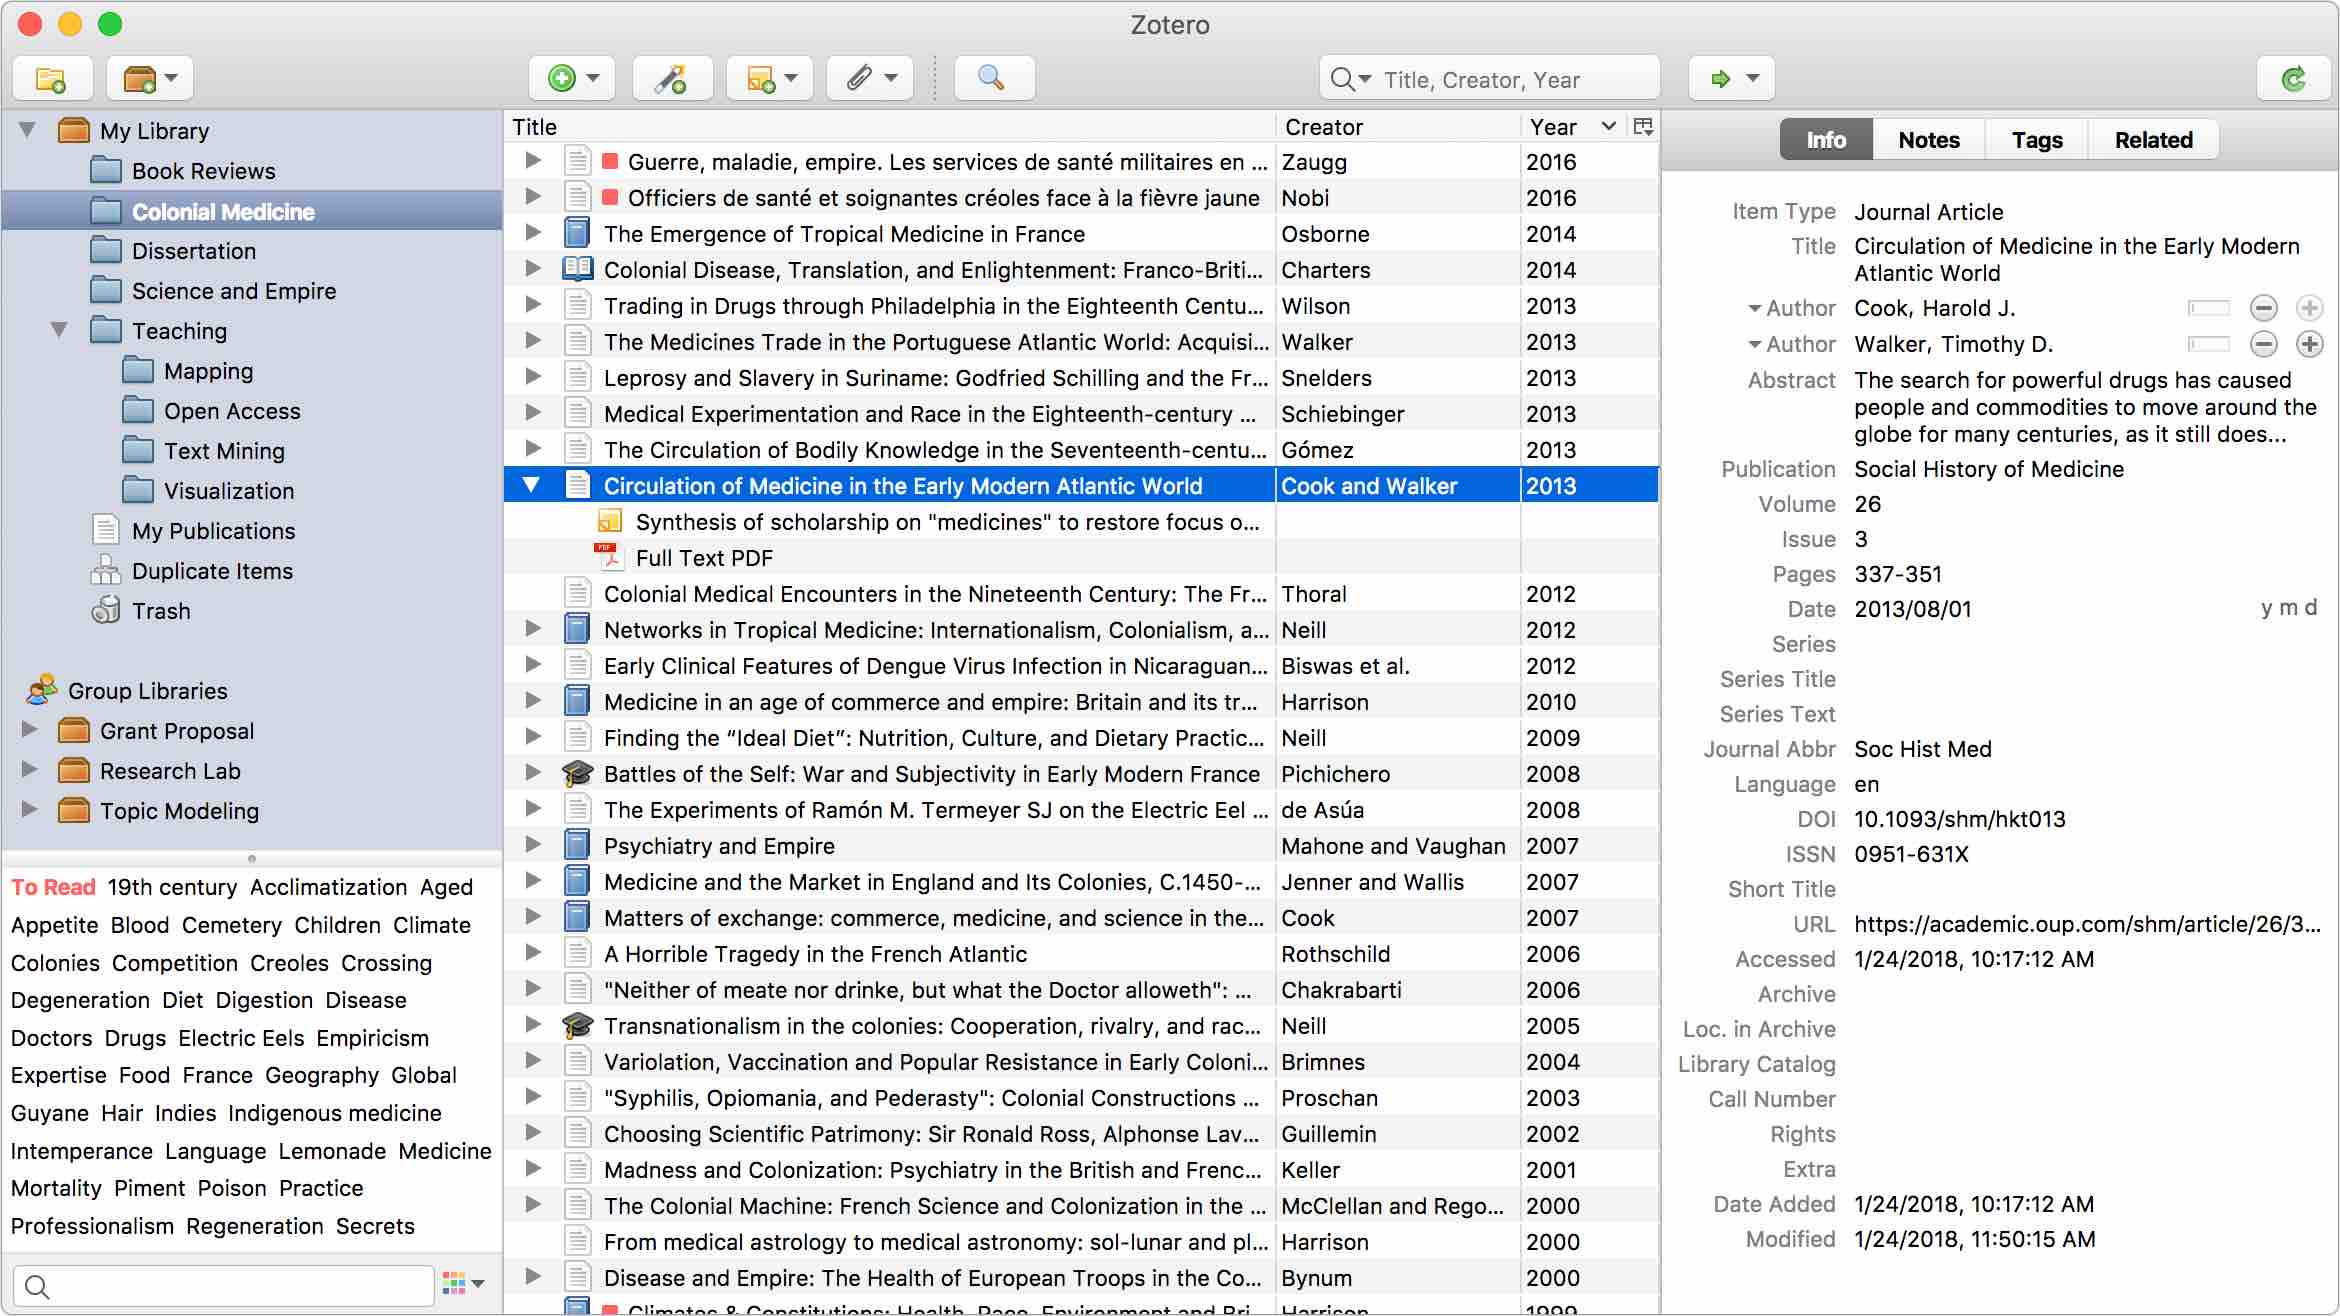 Zotero
Title, Creator, Year
My Library
Book Reviews
Colonial Medicine
Dissertation
Science and Empire
Teaching
Mapping
Open Access
Text Mining
Visualization
My Publications
Duplicate Items
Trash
Group Libraries
Grant Proposal
Research Lab
Topic Modeling
To Read 19th century Acclimatization Aged
Appetite Blood Cemetery Children Climate
Colonies Competition Creoles Crossing
Degeneration Diet Digestion Disease
Doctors Drugs Electric Eels Empiricism
Expertise Food France Geography Global
Guyane Hair Indies Indigenous medicine
Intemperance Language Lemonade Medicine
Mortality Piment Poison Practice
Professionalism Regeneration Secrets
Title Creator Year
Guerre, maladie, empire. Les services de santé militaires en ... Zaugg 2016
Officiers de santé et soignantes créoles face à la fièvre jaune Nobi 2016
The Emergence of Tropical Medicine in France Osborne 2014
Colonial Disease, Translation, and Enlightenment: Franco-Briti... Charters 2014
Trading in Drugs through Philadelphia in the Eighteenth Centu... Wilson 2013
The Medicines Trade in the Portuguese Atlantic World: Acquisi... Walker 2013
Leprosy and Slavery in Suriname: Godfried Schilling and the Fr... Snelders 2013
Medical Experimentation and Race in the Eighteenth-century ... Schiebinger 2013
The Circulation of Bodily Knowledge in the Seventeenth-centu... Gómez 2013
Circulation of Medicine in the Early Modern Atlantic World Cook and Walker 2013
Synthesis of scholarship on "medicines" to restore focus o...
PDF Full Text PDF
Colonial Medical Encounters in the Nineteenth Century: The Fr... Thoral 2012
Networks in Tropical Medicine: Internationalism, Colonialism, a... Neill 2012
Early Clinical Features of Dengue Virus Infection in Nicaraguan... Biswas et al. 2012
Medicine in an age of commerce and empire: Britain and its tr... Harrison 2010
Finding the “Ideal Diet”: Nutrition, Culture, and Dietary Practic... Neill 2009
Battles of the Self: War and Subjectivity in Early Modern France Pichichero 2008
The Experiments of Ramón M. Termeyer SJ on the Electric Eel ... de Asúa 2008
Psychiatry and Empire Mahone and Vaughan 2007
Medicine and the Market in England and Its Colonies, C.1450-... Jenner and Wallis 2007
Matters of exchange: commerce, medicine, and science in the... Cook 2007
A Horrible Tragedy in the French Atlantic Rothschild 2006
"Neither of meate nor drinke, but what the Doctor alloweth": ... Chakrabarti 2006
Transnationalism in the colonies: Cooperation, rivalry, and rac... Neill 2005
Variolation, Vaccination and Popular Resistance in Early Coloni... Brimnes 2004
"Syphilis, Opiomania, and Pederasty": Colonial Constructions ... Proschan 2003
Choosing Scientific Patrimony: Sir Ronald Ross, Alphonse Lav... Guillemin 2002
Madness and Colonization: Psychiatry in the British and Frenc... Keller 2001
The Colonial Machine: French Science and Colonization in the ... McClellan and Rego... 2000
From medical astrology to medical astronomy: sol-lunar and pl... Harrison 2000
Disease and Empire: The Health of European Troops in the Co... Bynum 2000
Climates & Constitutions: Health, Race, Environment and Bri... Harrison 1999
Info Notes Tags Related
Item Type Journal Article
Title Circulation of Medicine in the Early Modern
Atlantic World
Author Cook, Harold J.
Author Walker, Timothy D.
Abstract The search for powerful drugs has caused
people and commodities to move around the
globe for many centuries, as it still does...
Publication Social History of Medicine
Volume 26
Issue 3
Pages 337-351
Date 2013/08/01 y m d
Series
Series Title
Series Text
Journal Abbr Soc Hist Med
Language en
DOI 10.1093/shm/hkt013
ISSN 0951-631X
Short Title
URL https://academic.oup.com/shm/article/26/3...
Accessed 1/24/2018, 10:17:12 AM
Archive
Loc. in Archive
Library Catalog
Call Number
Rights
Extra
Date Added 1/24/2018, 10:17:12 AM
Modified 1/24/2018, 11:50:15 AM